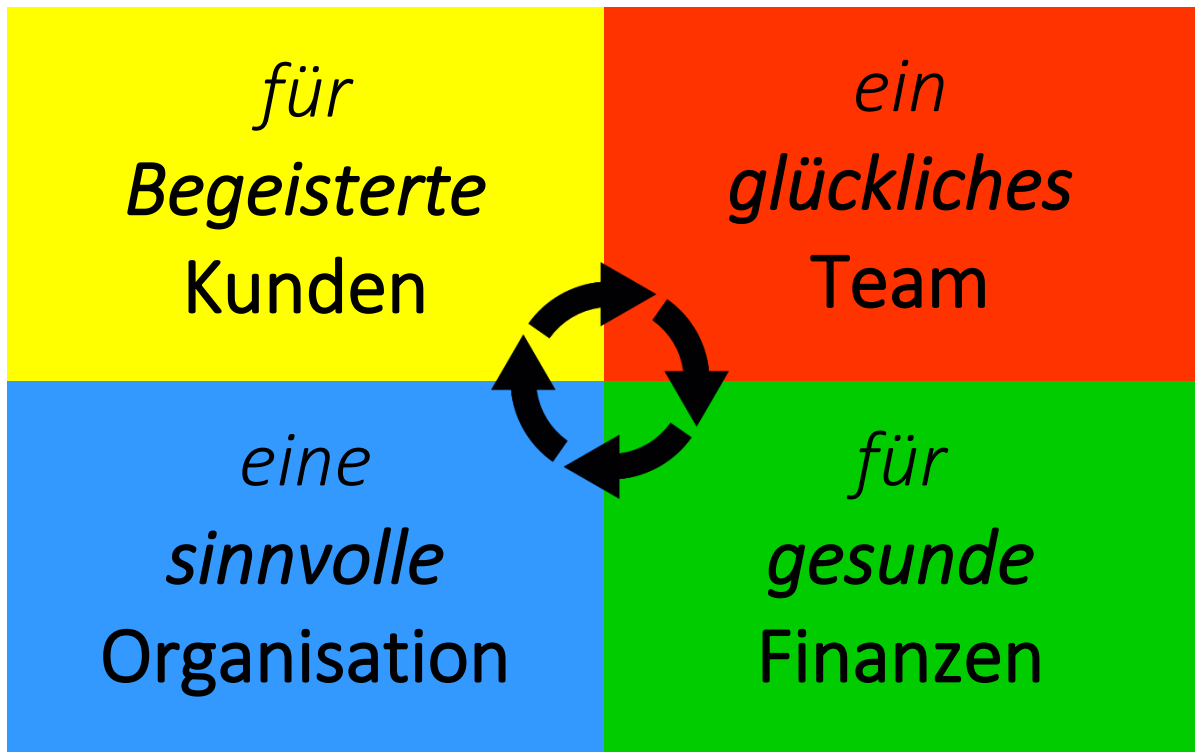 für
Begeisterte
Kunden
ein
glückliches
Team
eine
sinnvolle
Organisation
für
gesunde
Finanzen